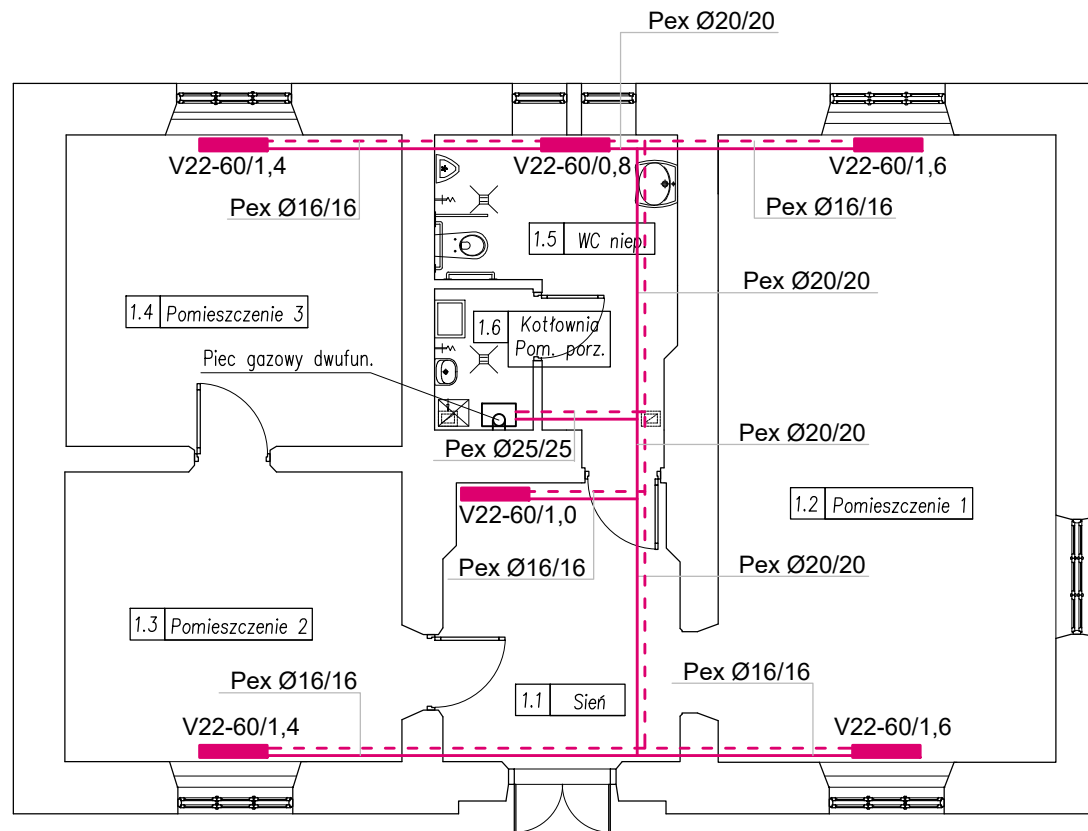 Pex Ø20/20
V22-60/1,4
V22-60/0,8
V22-60/1,6
Pex Ø16/16
Pex Ø16/16
1.5 WC niep.
Pex Ø20/20
1.4 Pomieszczenie 3
1.6 Kotłownia
Pom. porz.
Piec gazowy dwufun.
Pex Ø25/25
Pex Ø20/20
V22-60/1,0
1.2 Pomieszczenie 1
Pex Ø16/16
Pex Ø20/20
1.3 Pomieszczenie 2
Pex Ø16/16
Pex Ø16/16
1.1 Sień
V22-60/1,4
V22-60/1,6